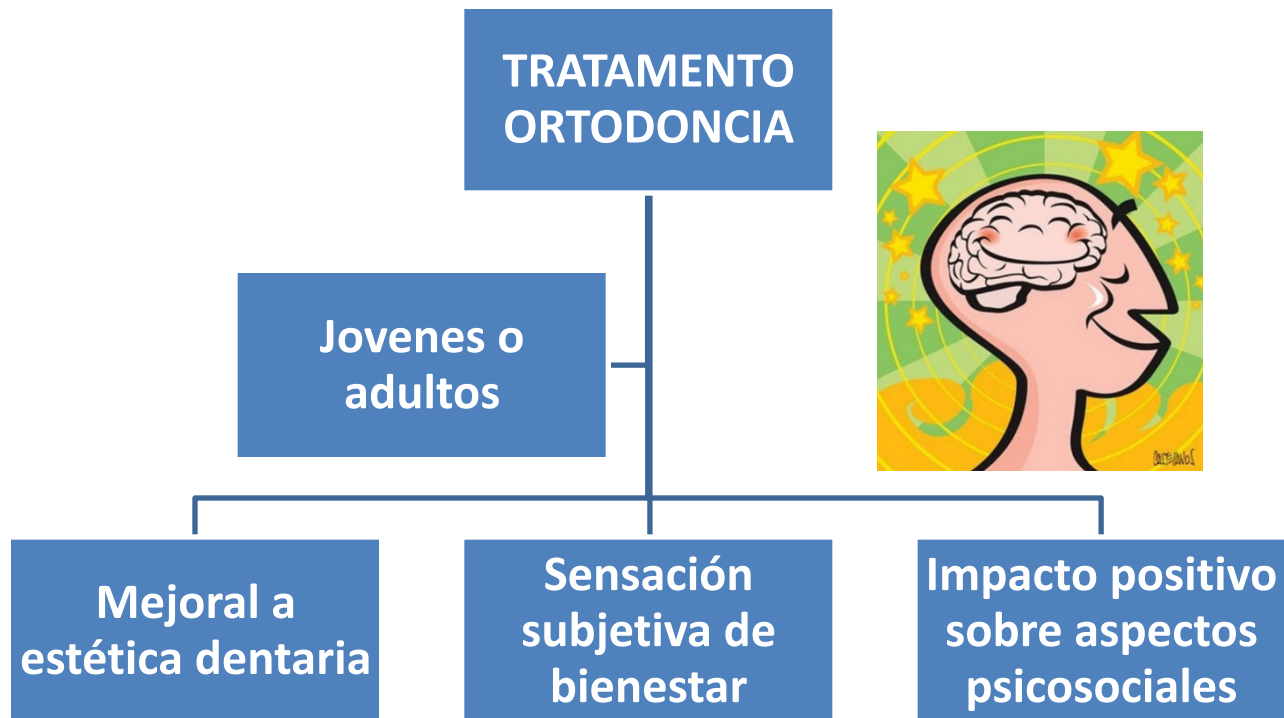 TRATAMENTO
ORTODONCIA
Jovenes o
adultos
Mejoral a
estética dentaria
Sensación
subjetiva de
bienestar
Impacto positivo
sobre aspectos
psicosociales